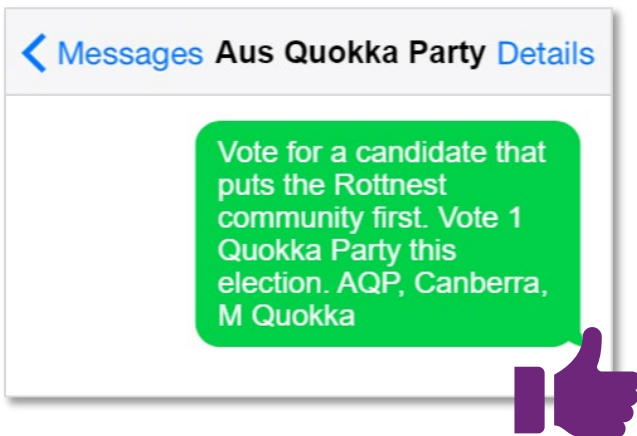 Messages Aus Quokka Party Details
Vote for a candidate that
puts the Rottnest
community first. Vote 1
Quokka Party this
election. AQP, Canberra,
M Quokka